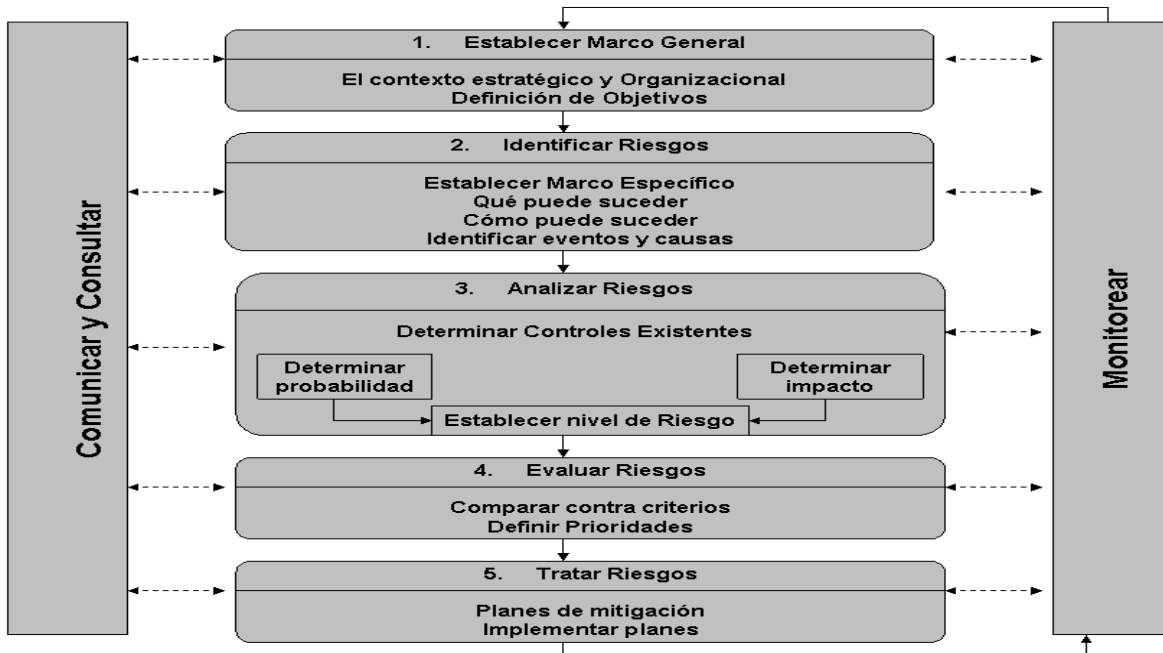 1. Establecer Marco General
El contexto estratégico y Organizacional
Definición de Objetivos
2. Identificar Riesgos
Establecer Marco Específico
Qué puede suceder
Cómo puede suceder
Identificar eventos y causas
3. Analizar Riesgos
Determinar Controles Existentes
Determinar
probabilidad
Determinar
impacto
Establecer nivel de Riesgo
4. Evaluar Riesgos
Comparar contra criterios
Definir Prioridades
5. Tratar Riesgos
Planes de mitigación
Implementar planes
Comunicar y Consultar
Monitorear